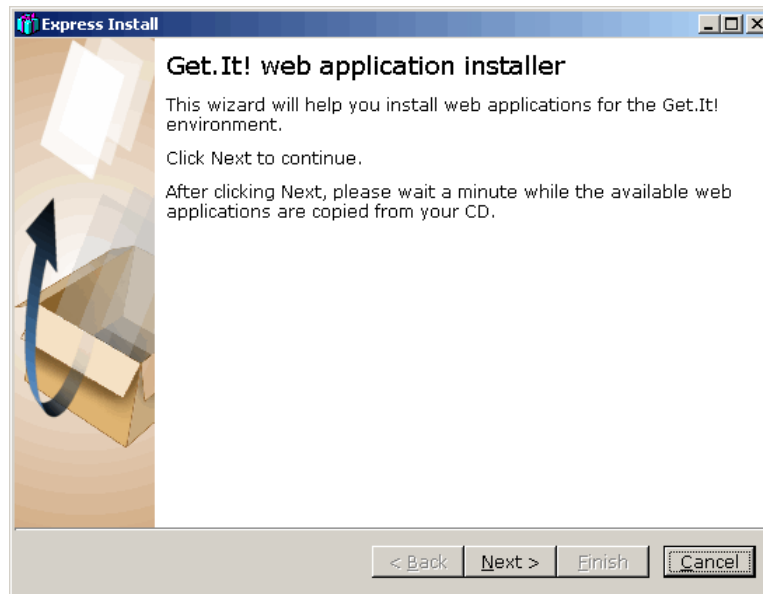 Express Install
Get.It! web application installer
This wizard will help you install web applications for the Get.It!
environment.
Click Next to continue.
After clicking Next, please wait a minute while the available web
applications are copied from your CD.
< Back Next > Finish Cancel